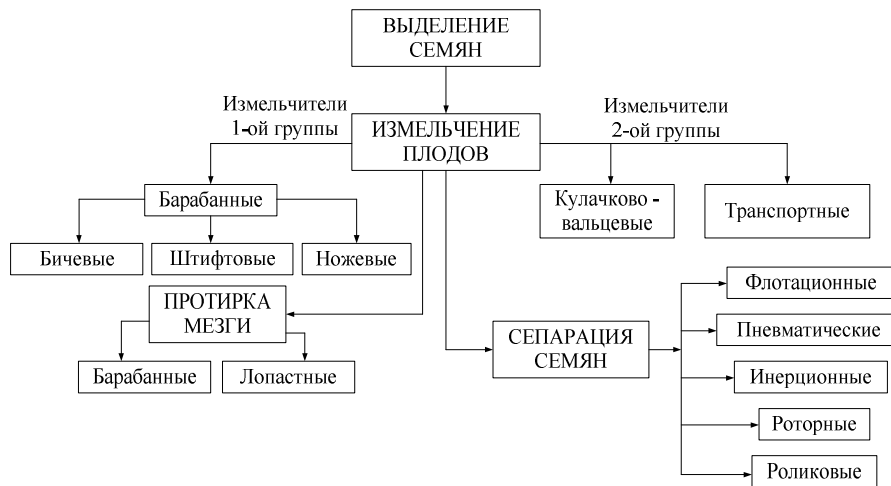 ВЫДЕЛЕНИЕ
СЕМЯН
Измельчители
1-ой группы
ИЗМЕЛЬЧЕНИЕ
ПЛОДОВ
Измельчители
2-ой группы
Барабанные
Кулачково -
вальцевые
Транспортные
Бичевые
Штифтовые
Ножевые
ПРОТИРКА
МЕЗГИ
Барабанные
Лопастные
СЕПАРАЦИЯ
СЕМЯН
Флотационные
Пневматические
Инерционные
Роторные
Роликовые